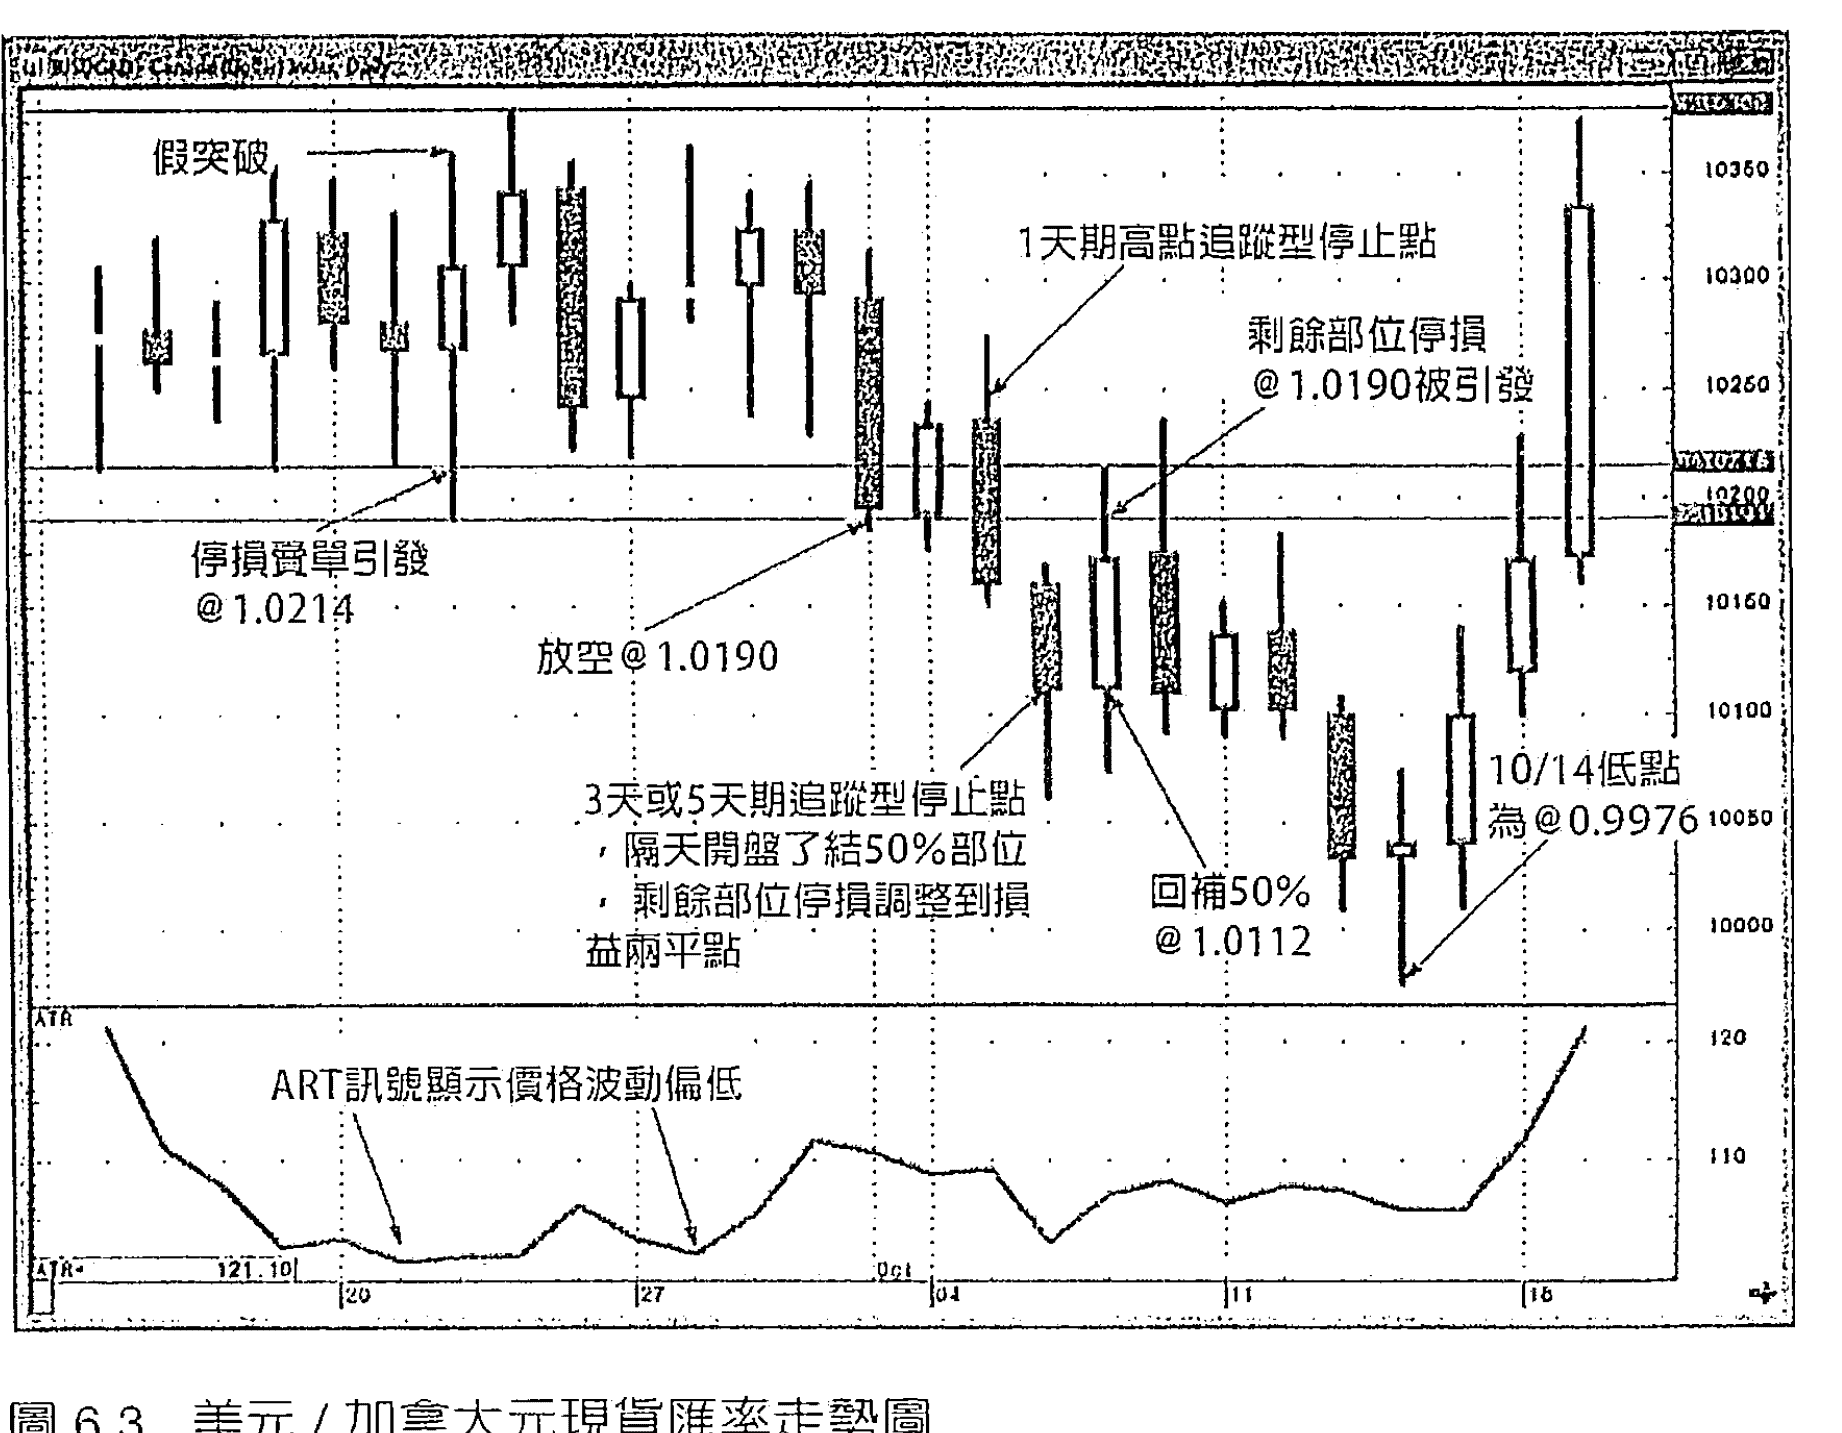 假突破
10350
1天期高點追蹤型停止點
10300
剩餘部位停損
@1.0190被引發
10250
10200
停損賣單引發
@1.0214
10150
放空@1.0190
10100
10/14低點
為@0.9976
10050
3天或5天期追蹤型停止點
，隔天開盤了結50%部位
，剩餘部位停損調整到損
益兩平點
回補50%
@1.0112
10000
ATR
120
ART訊號顯示價格波動偏低
110
ATR
121.10
Oct
20
27
04
11
18
圖 6.3 美元 / 加拿大元現貨匯率走勢圖